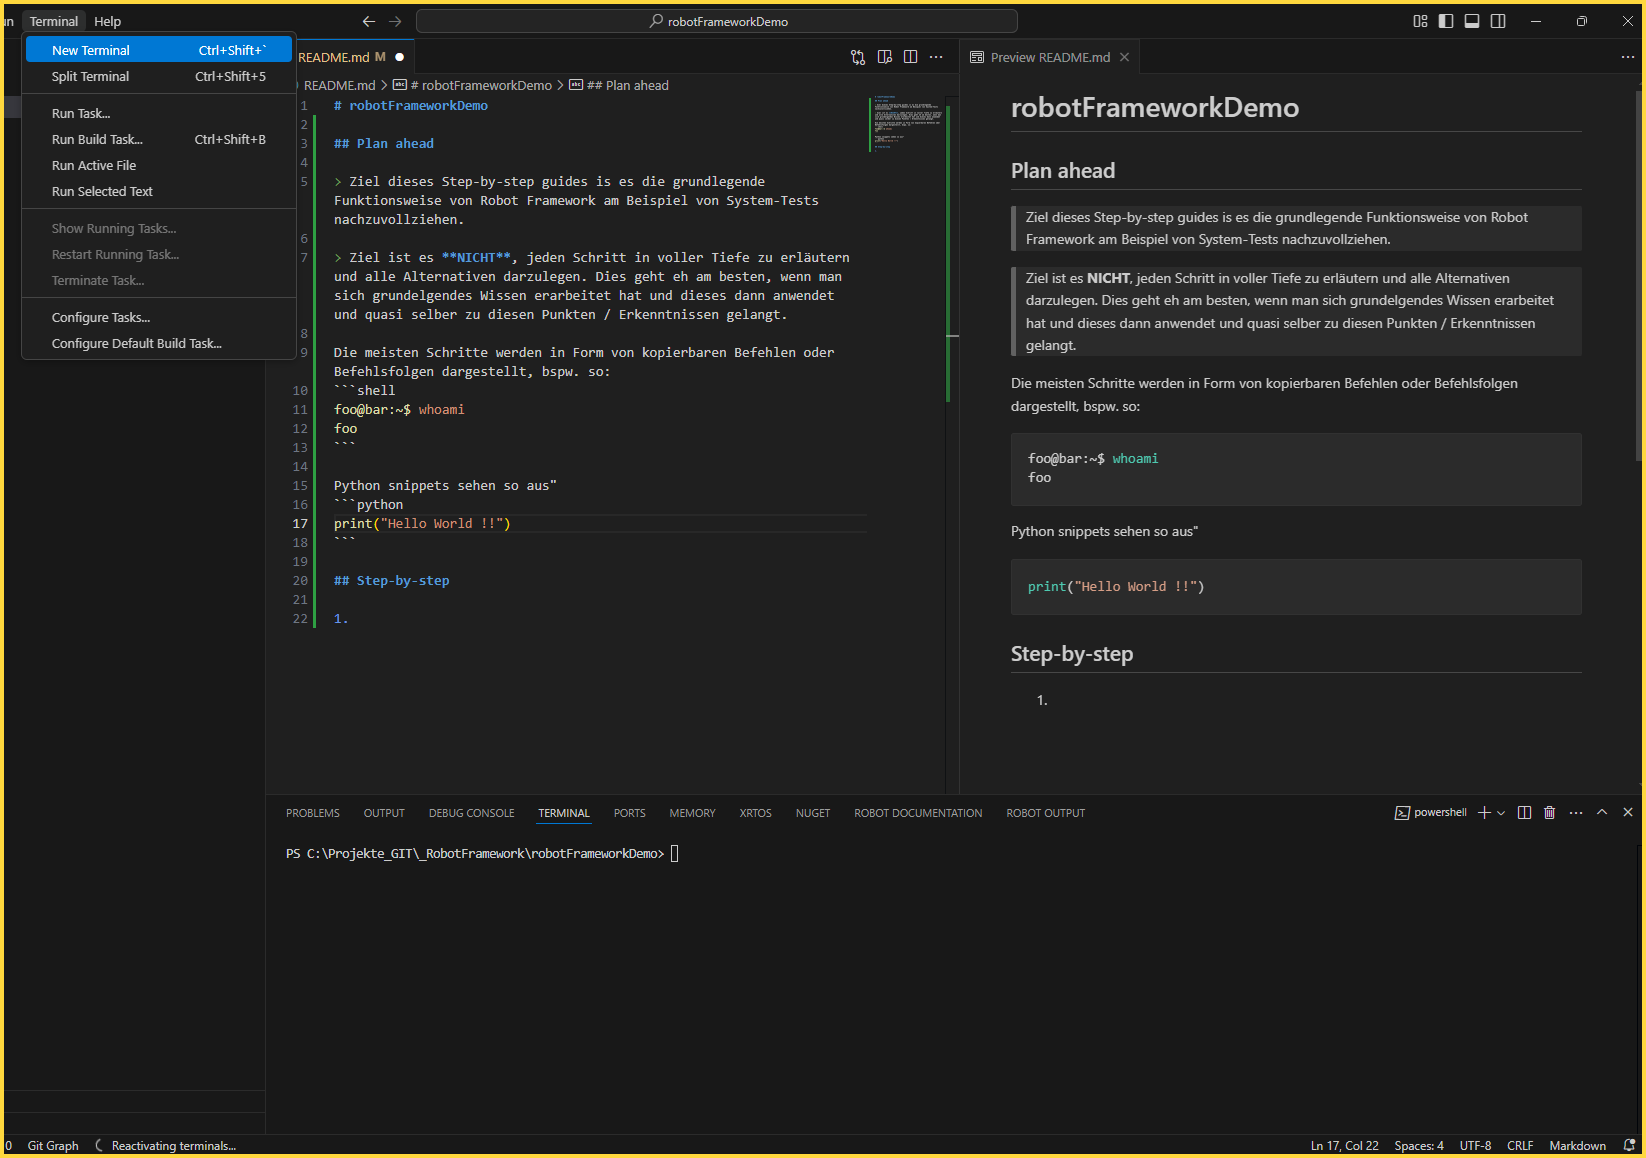 un Terminal Help robotFrameworkDemo
New Terminal Ctrl+Shift+`
Split Terminal Ctrl+Shift+5
Run Task...
Run Build Task... Ctrl+Shift+B
Run Active File
Run Selected Text
Show Running Tasks...
Restart Running Task...
Terminate Task...
Configure Tasks...
Configure Default Build Task...
README.md M
README.md > # robotFrameworkDemo > ## Plan ahead
1 # robotFrameworkDemo
2
3 ## Plan ahead
4
5 > Ziel dieses Step-by-step guides is es die grundlegende
Funktionsweise von Robot Framework am Beispiel von System-Tests
nachzuvollziehen.
6
7 > Ziel ist es **NICHT**, jeden Schritt in voller Tiefe zu erläutern
und alle Alternativen darzulegen. Dies geht eh am besten, wenn man
sich grundelgendes Wissen erarbeitet hat und dieses dann anwendet
und quasi selber zu diesen Punkten / Erkenntnissen gelangt.
8
9 Die meisten Schritte werden in Form von kopierbaren Befehlen oder
Befehlsfolgen dargestellt, bspw. so:
10 ```shell
11 foo@bar:~$ whoami
12 foo
13 ```
14
15 Python snippets sehen so aus"
16 ```python
17 print("Hello World !!")
18 ```
19
20 ## Step-by-step
21
22 1.
Preview README.md
robotFrameworkDemo
Plan ahead
Ziel dieses Step-by-step guides is es die grundlegende Funktionsweise von Robot
Framework am Beispiel von System-Tests nachzuvollziehen.
Ziel ist es NICHT, jeden Schritt in voller Tiefe zu erläutern und alle Alternativen
darzulegen. Dies geht eh am besten, wenn man sich grundelgendes Wissen erarbeitet
hat und dieses dann anwendet und quasi selber zu diesen Punkten / Erkenntnissen
gelangt.
Die meisten Schritte werden in Form von kopierbaren Befehlen oder Befehlsfolgen
dargestellt, bspw. so:
foo@bar:~$ whoami
foo
Python snippets sehen so aus"
print("Hello World !!")
Step-by-step
1.
PROBLEMS OUTPUT DEBUG CONSOLE TERMINAL PORTS MEMORY XRTOS NUGET ROBOT DOCUMENTATION ROBOT OUTPUT powershell
PS C:\Projekte_GIT\_RobotFramework\robotFrameworkDemo>
0 Git Graph Reactivating terminals... Ln 17, Col 22 Spaces: 4 UTF-8 CRLF Markdown